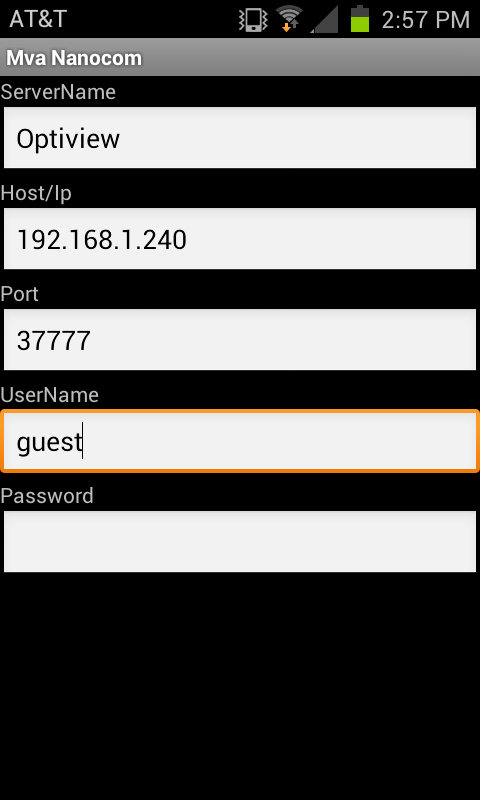 AT&T 2:57 PM
Mva Nanocom
ServerName
Optiview
Host/Ip
192.168.1.240
Port
37777
UserName
guest
Password